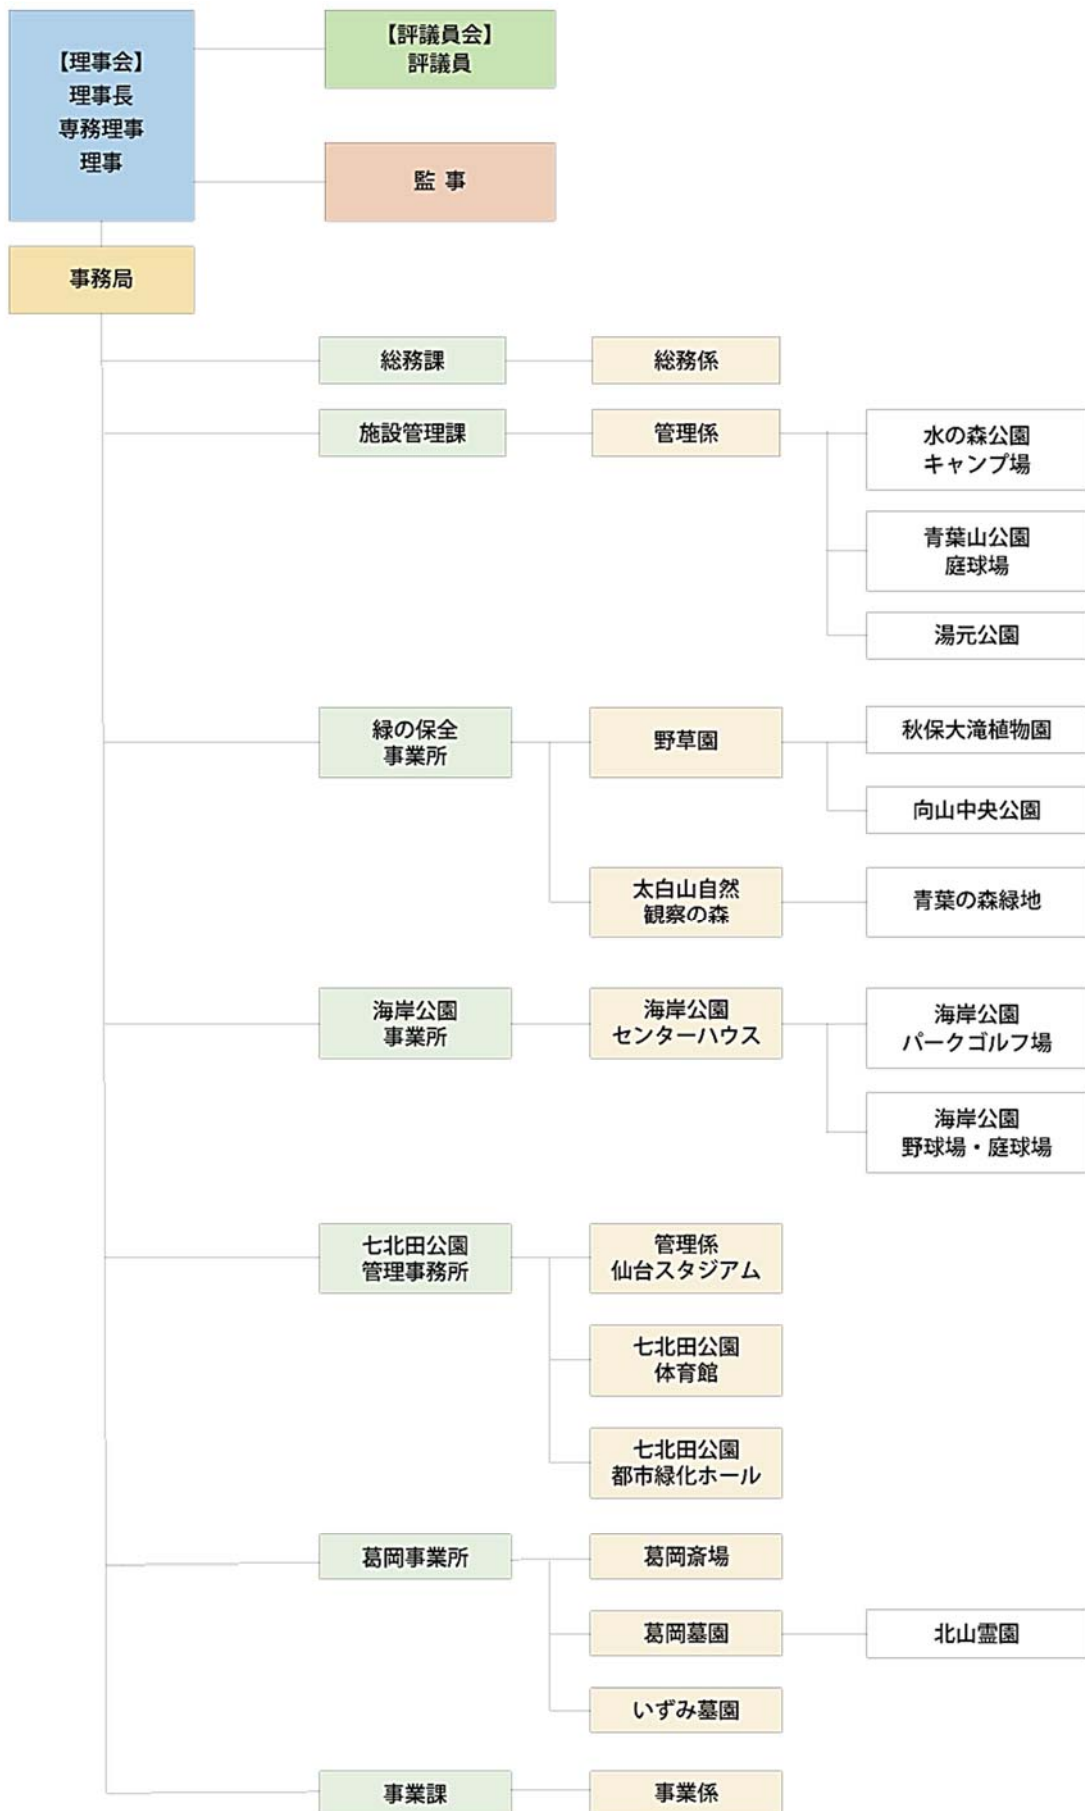 【理事会】
理事長
専務理事
理事
【評議員会】
評議員
監 事
事務局
総務課
総務係
施設管理課
管理係
水の森公園
キャンプ場
青葉山公園
庭球場
湯元公園
緑の保全
事業所
野草園
秋保大滝植物園
向山中央公園
太白山自然
観察の森
青葉の森緑地
海岸公園
事業所
海岸公園
センターハウス
海岸公園
パークゴルフ場
海岸公園
野球場・庭球場
七北田公園
管理事務所
管理係
仙台スタジアム
七北田公園
体育館
七北田公園
都市緑化ホール
葛岡事業所
葛岡斎場
葛岡墓園
北山霊園
いずみ墓園
事業課
事業係